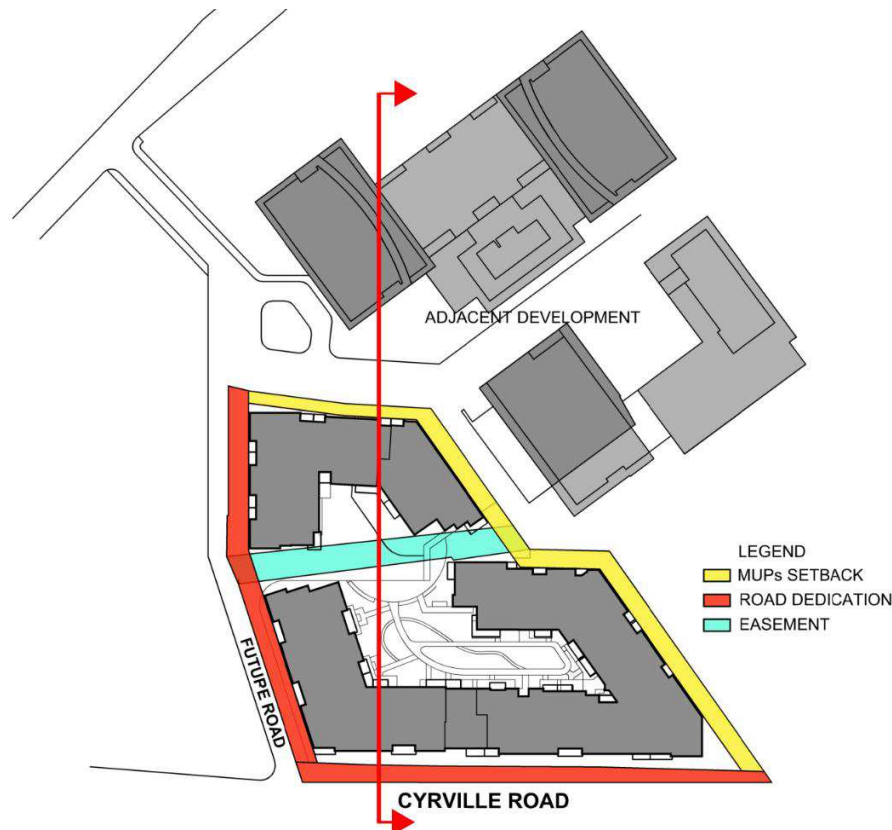 ADJACENT DEVELOPMENT
LEGEND
MUPs SETBACK
ROAD DEDICATION
EASEMENT
FUTUPE ROAD
CYRVILLE ROAD